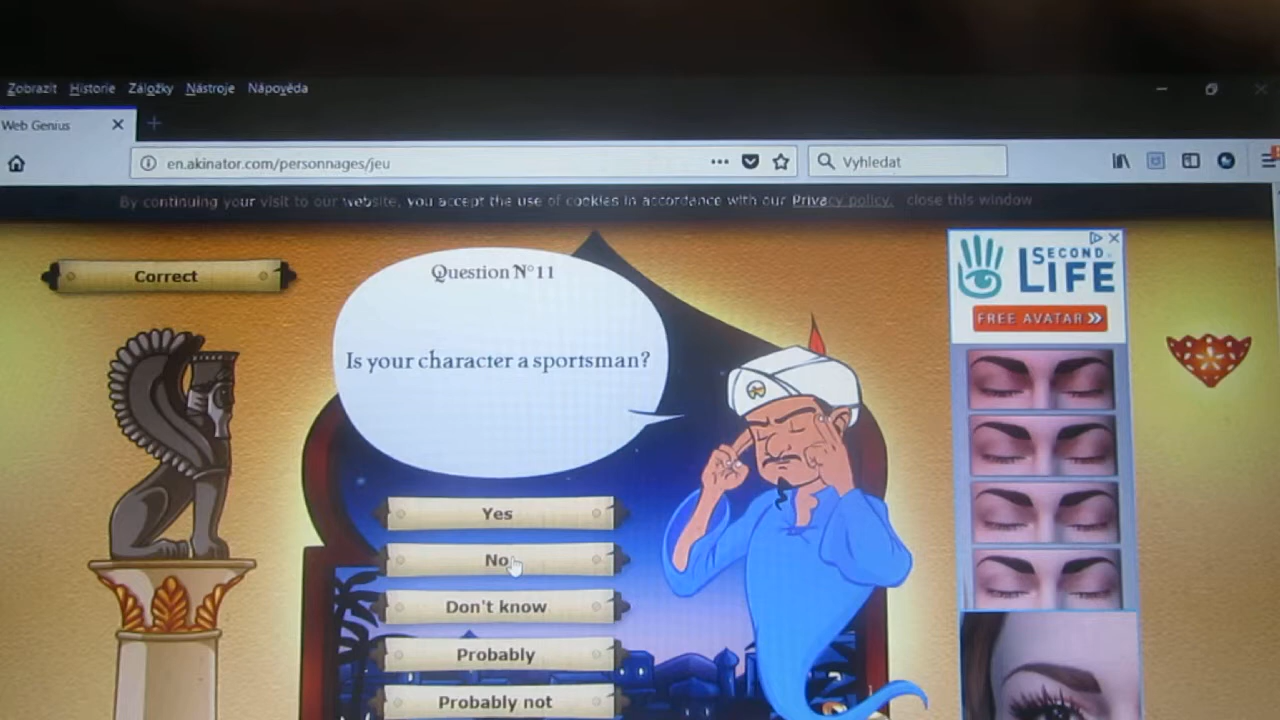 Zobrazit Historie Záložky Nástroje Nápověda
Web Genius
en.akinator.com/personnages/jeu
Vyhledat
By continuing your visit to our website, you accept the use of cookies in accordance with our Privacy policy. close this window
Correct
Question N°11
Is your character a sportsman?
Yes
No
Don't know
Probably
Probably not
SECOND
LIFE
FREE AVATAR